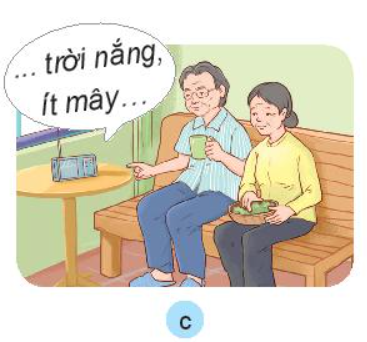 ... trời nắng,
ít mây...
c